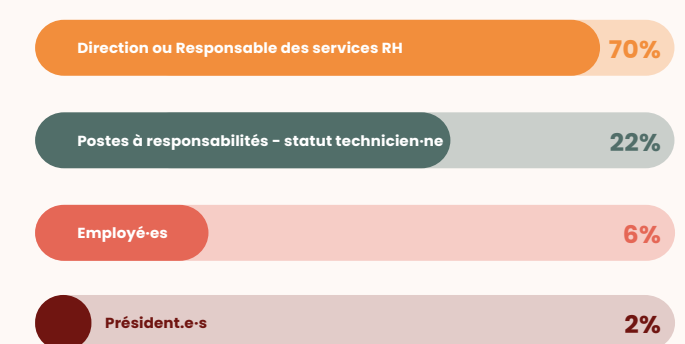 Direction ou Responsable des services RH
70%
Postes à responsabilités - statut technicien·ne
22%
Employé·es
6%
Président.e·s
2%